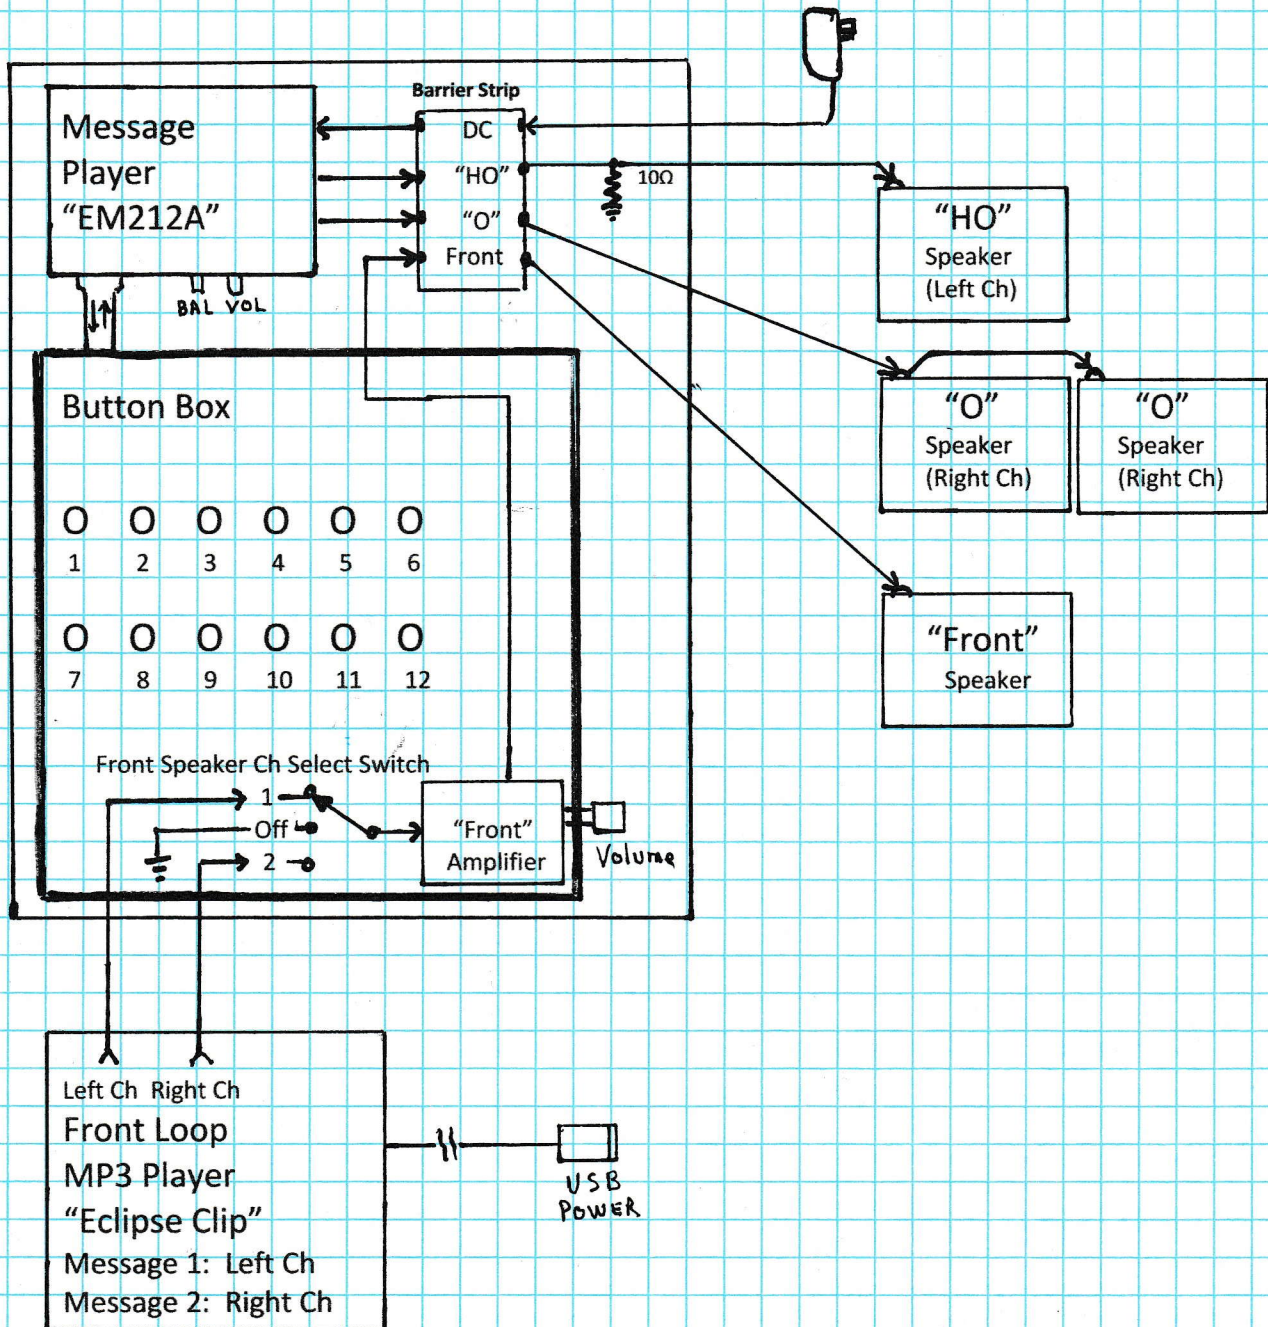 Barrier Strip
Message
Player
“EM212A”
DC
“HO”
“O”
Front
10Ω
BAL VOL
“HO”
Speaker
(Left Ch)
“O”
Speaker
(Right Ch)
“O”
Speaker
(Right Ch)
“Front”
Speaker
Button Box
O O O O O O
1 2 3 4 5 6
O O O O O O
7 8 9 10 11 12
Front Speaker Ch Select Switch
1
Off
2
“Front”
Amplifier
Volume
Left Ch Right Ch
Front Loop
MP3 Player
“Eclipse Clip”
Message 1: Left Ch
Message 2: Right Ch
USB
POWER